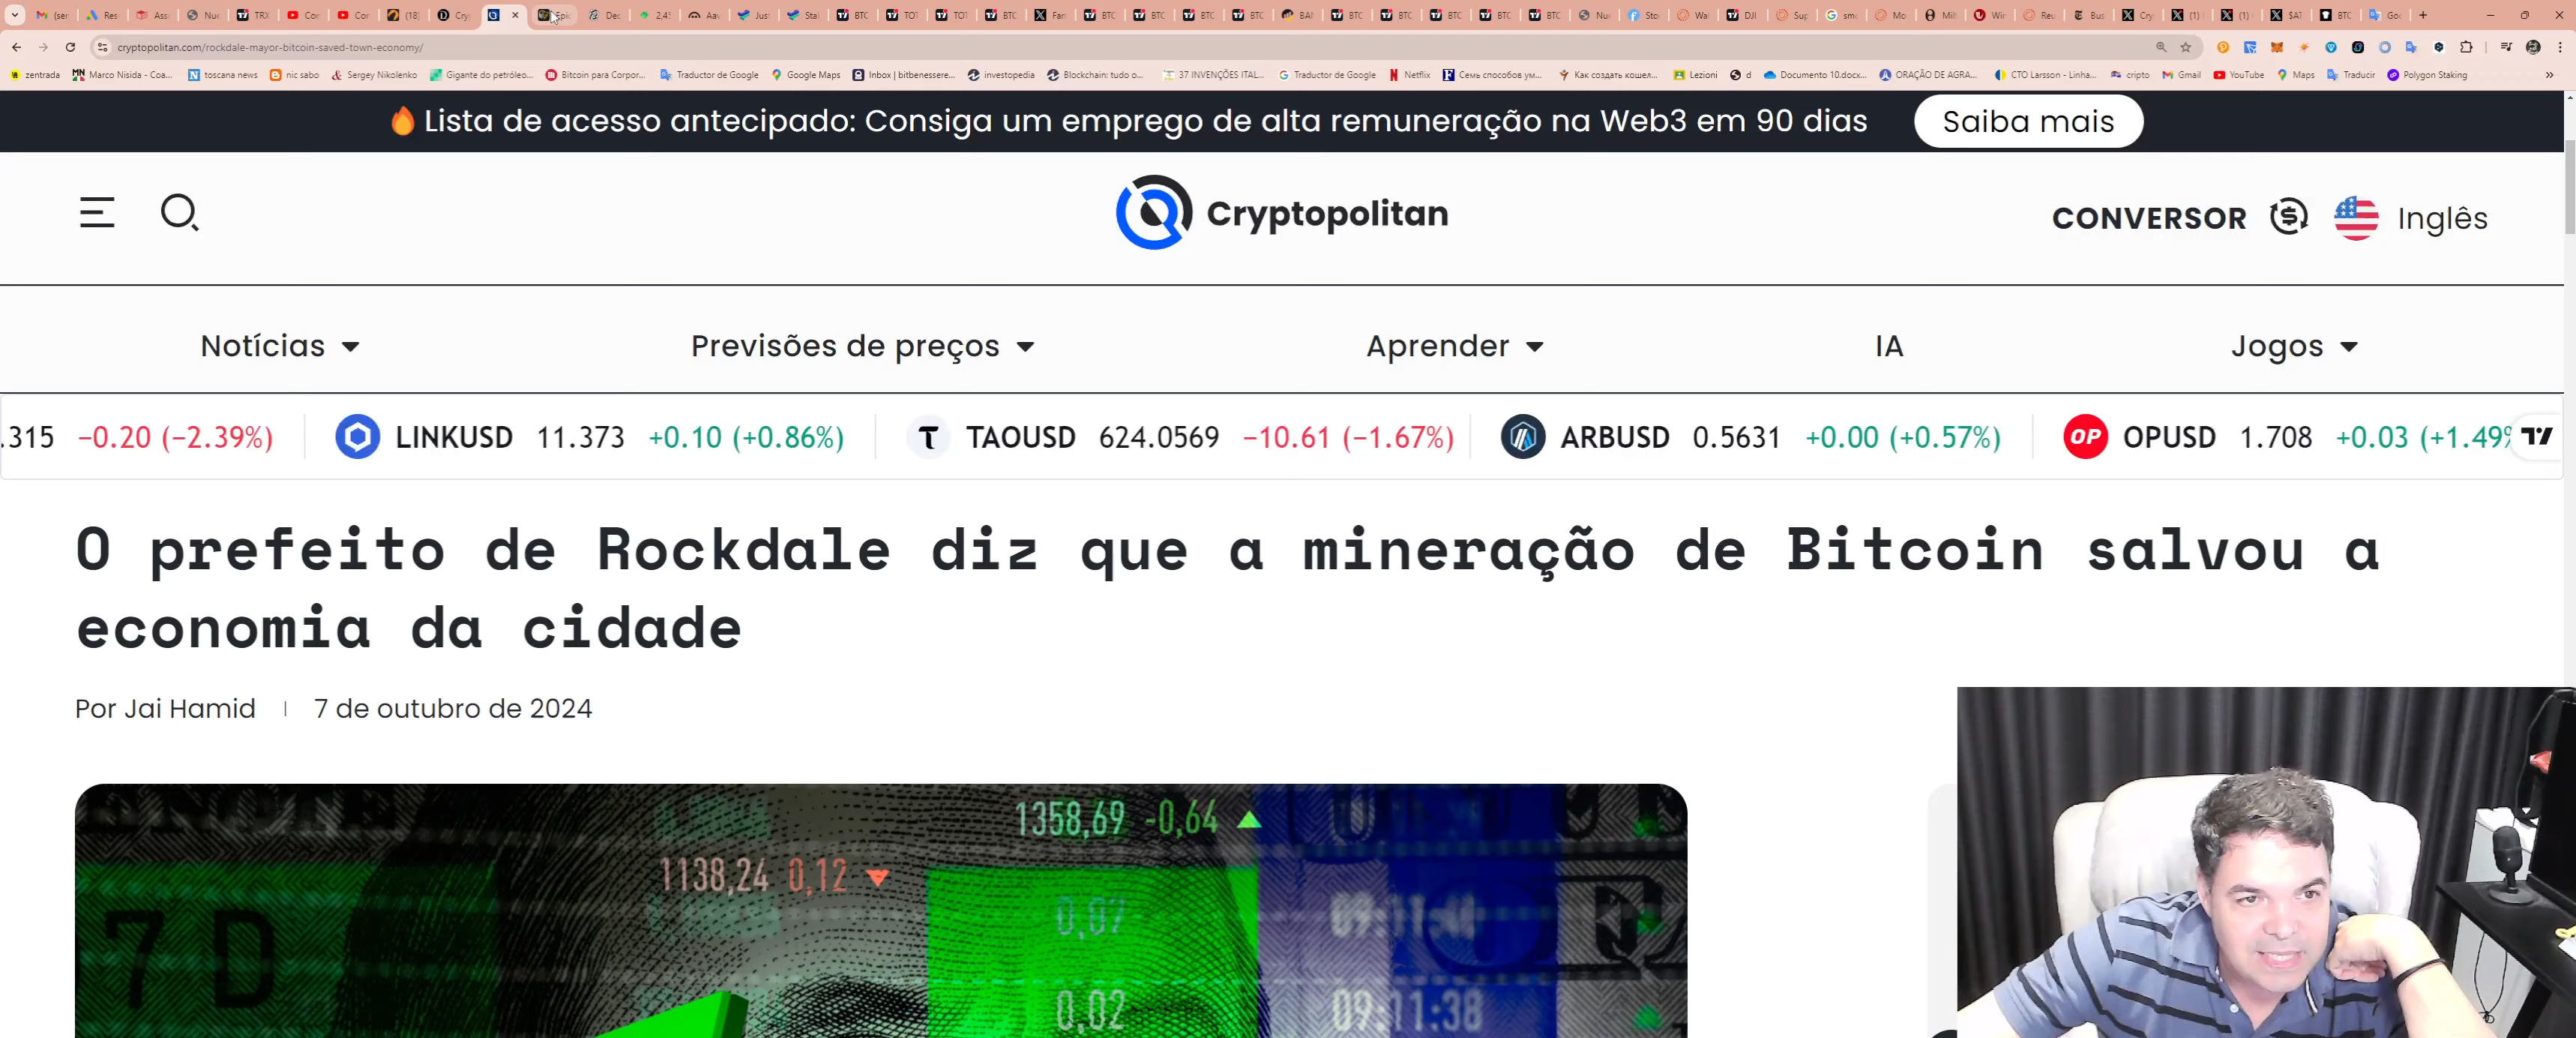 cryptopolitan.com/rockdale-mayor-bitcoin-saved-town-economy/
zentrada
Marco Nisida - Coa...
toscana news
nic sabo
Sergey Nikolenko
Gigante do petróleo...
Bitcoin para Corpor...
Traductor de Google
Google Maps
Inbox | bitbenessere...
investopedia
Blockchain: tudo o...
37 INVENÇÕES ITAL...
Traductor de Google
Netflix
Семь способов ум...
Как создать кошел...
Lezioni
d
Documento 10.docx...
ORAÇÃO DE AGRA...
CTO Larsson - Linha...
cripto
Gmail
YouTube
Maps
Traducir
Polygon Staking
Lista de acesso antecipado: Consiga um emprego de alta remuneração na Web3 em 90 dias
Saiba mais
Cryptopolitan
CONVERSOR
Inglês
Notícias
Previsões de preços
Aprender
IA
Jogos
.315 −0.20 (−2.39%)
LINKUSD 11.373 +0.10 (+0.86%)
TAOUSD 624.0569 −10.61 (−1.67%)
ARBUSD 0.5631 +0.00 (+0.57%)
OP OPUSD 1.708 +0.03 (+1.49%
O prefeito de Rockdale diz que a mineração de Bitcoin salvou a
economia da cidade
Por Jai Hamid | 7 de outubro de 2024
1358,69 -0,64
1138,24 0,12
0,07
09:11:38
0,02
7 D